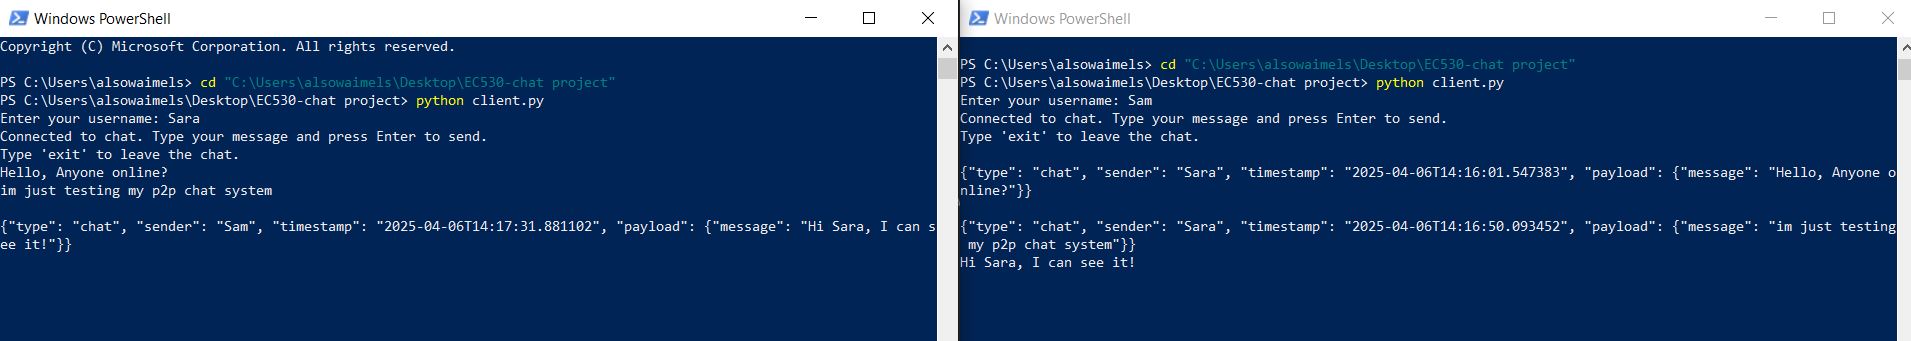 Windows PowerShell
Copyright (C) Microsoft Corporation. All rights reserved.
PS C:\Users\alsowaimels> cd "C:\Users\alsowaimels\Desktop\EC530-chat project"
PS C:\Users\alsowaimels\Desktop\EC530-chat project> python client.py
Enter your username: Sara
Connected to chat. Type your message and press Enter to send.
Type 'exit' to leave the chat.
Hello, Anyone online?
im just testing my p2p chat system
{"type": "chat", "sender": "Sam", "timestamp": "2025-04-06T14:17:31.881102", "payload": {"message": "Hi Sara, I can s
ee it!"}}
Windows PowerShell
PS C:\Users\alsowaimels> cd "C:\Users\alsowaimels\Desktop\EC530-chat project"
PS C:\Users\alsowaimels\Desktop\EC530-chat project> python client.py
Enter your username: Sam
Connected to chat. Type your message and press Enter to send.
Type 'exit' to leave the chat.
{"type": "chat", "sender": "Sara", "timestamp": "2025-04-06T14:16:01.547383", "payload": {"message": "Hello, Anyone o
nline?"}}
{"type": "chat", "sender": "Sara", "timestamp": "2025-04-06T14:16:50.093452", "payload": {"message": "im just testing
 my p2p chat system"}}
Hi Sara, I can see it!